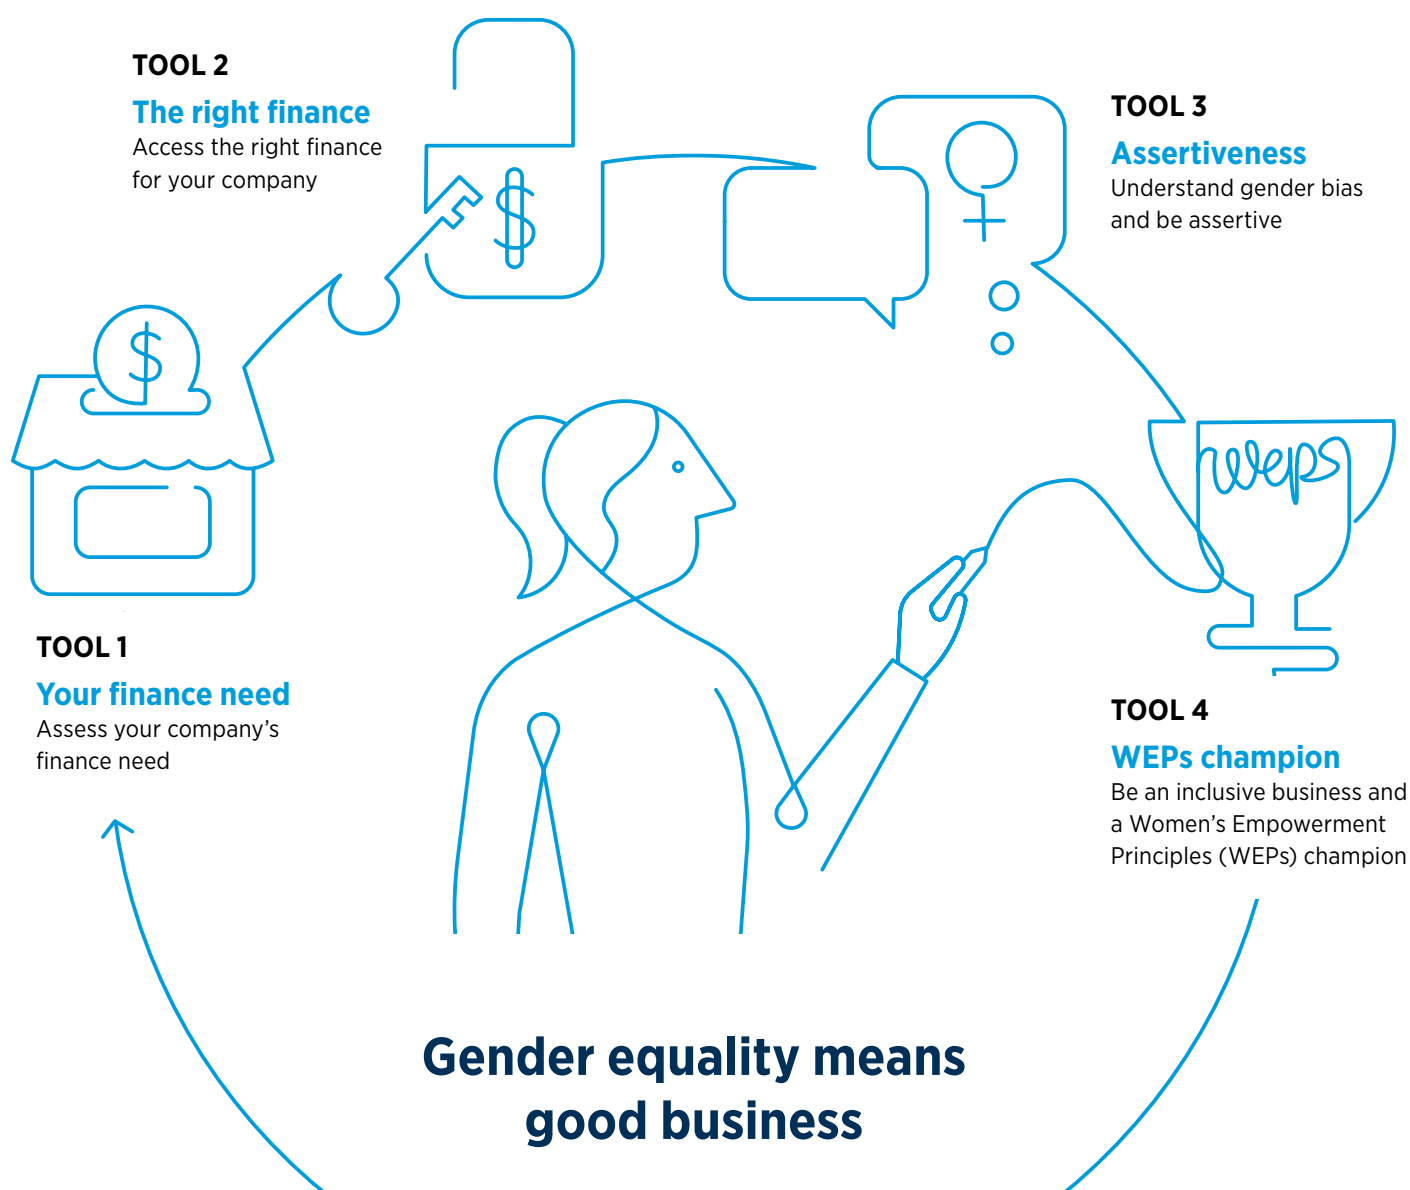 TOOL 2
The right finance
Access the right finance
for your company
TOOL 3
Assertiveness
Understand gender bias
and be assertive
$
$
weps
TOOL 1
Your finance need
Assess your company’s
finance need
TOOL 4
WEPs champion
Be an inclusive business and
a Women’s Empowerment
Principles (WEPs) champion
Gender equality means
good business